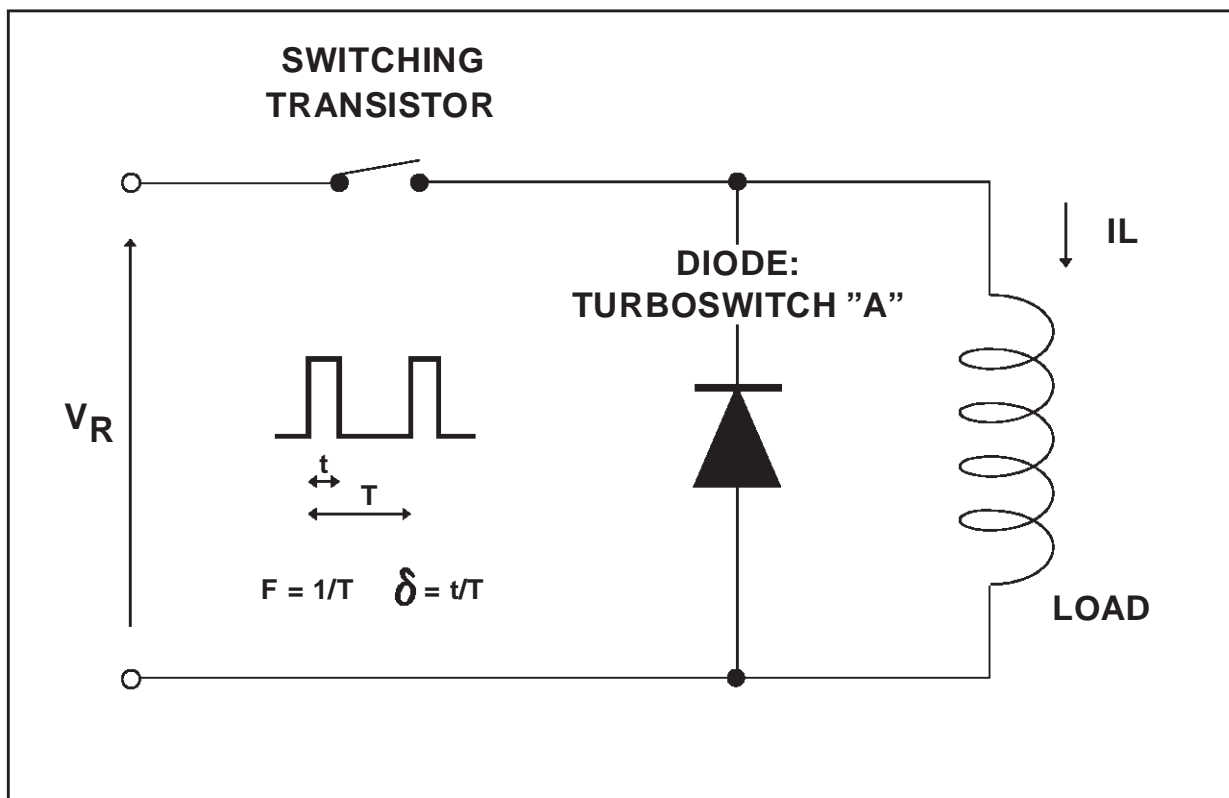 SWITCHING
TRANSISTOR
IL
DIODE:
TURBOSWITCH ”A”
VR
t
T
F = 1/T δ = t/T
LOAD